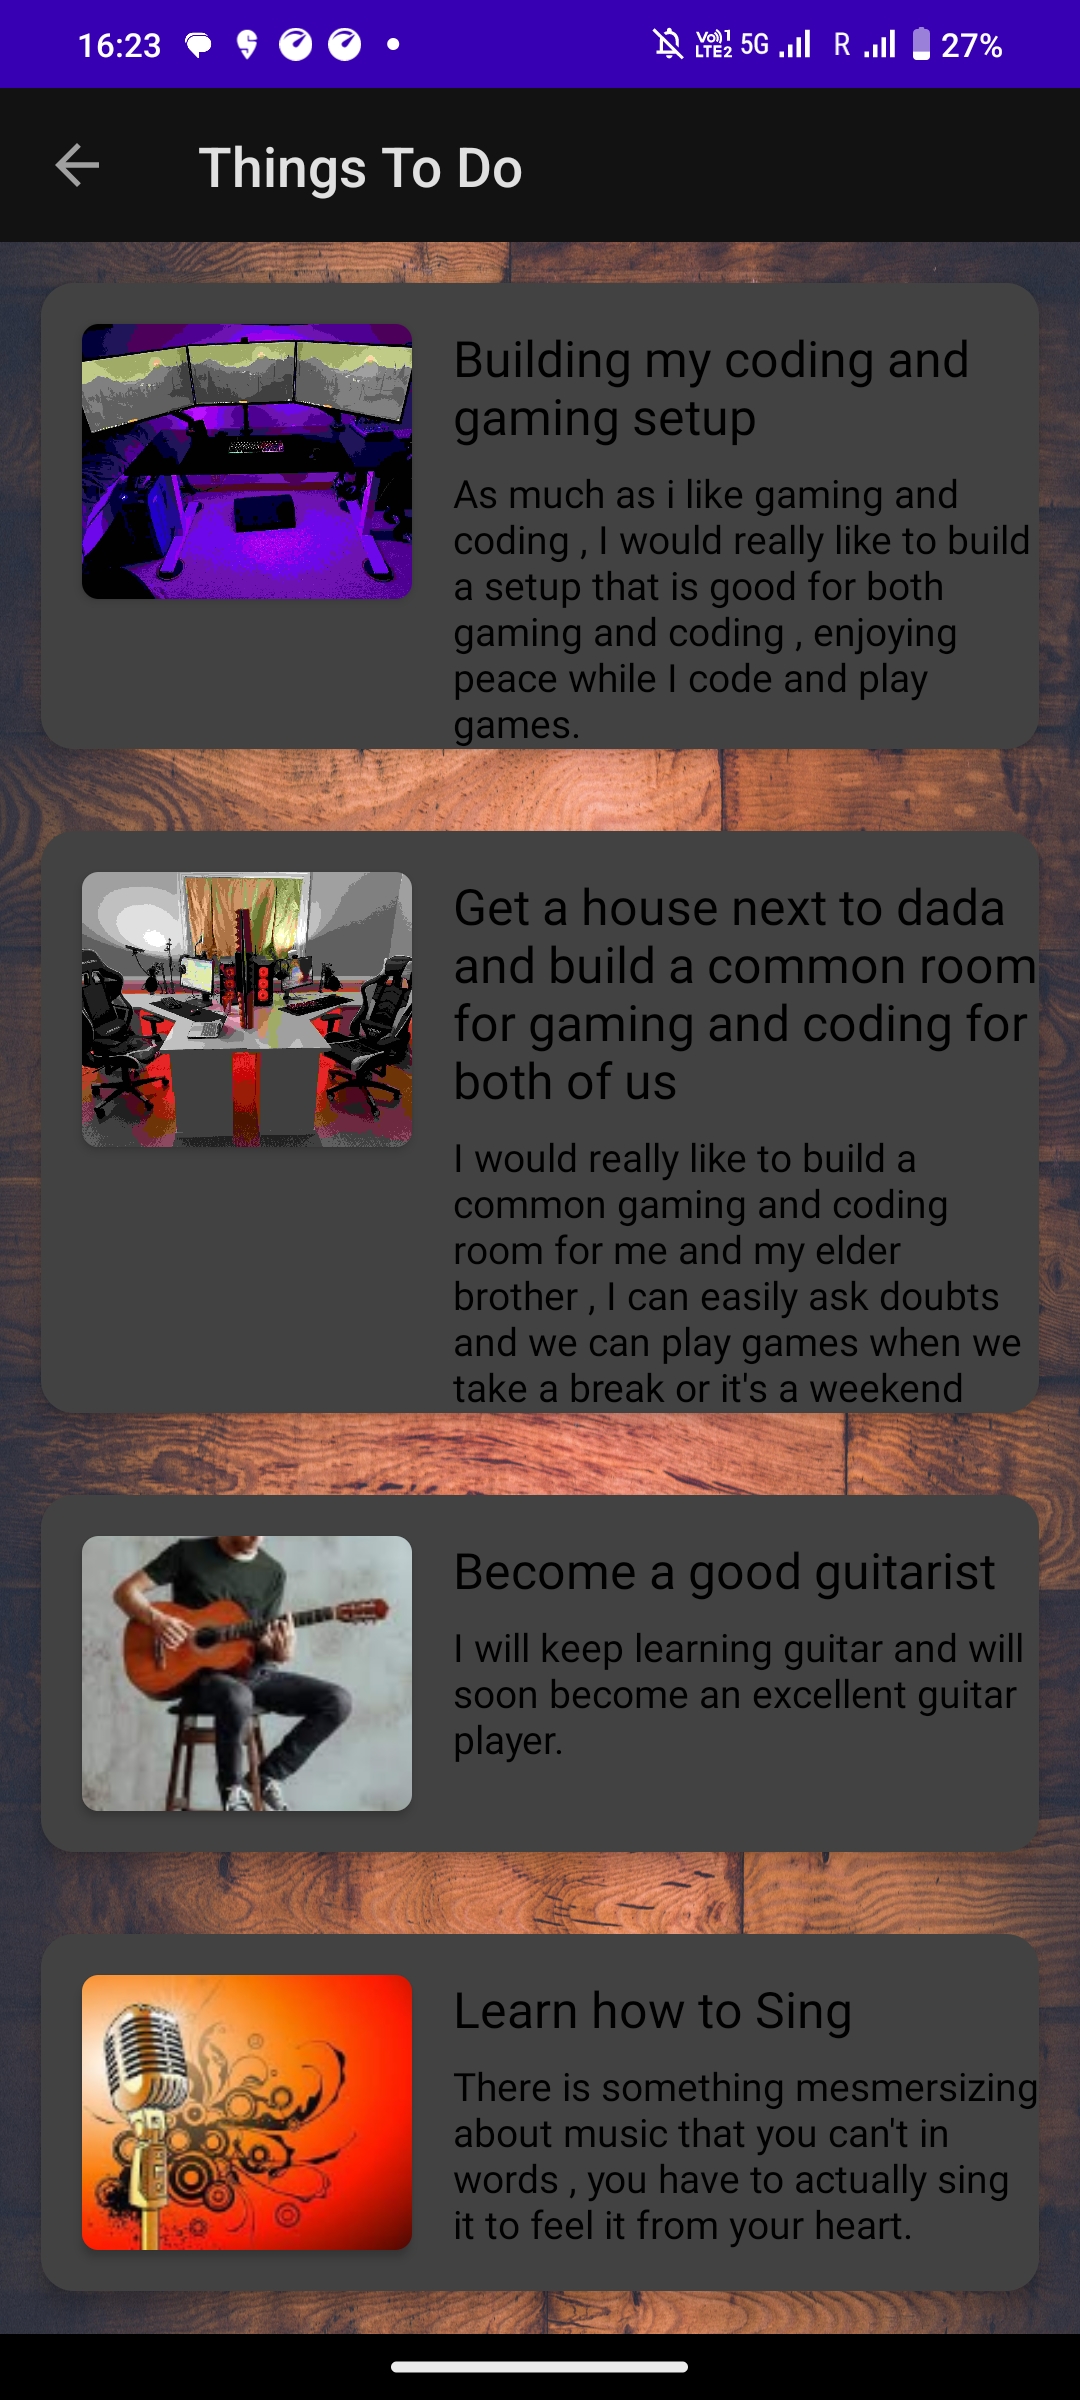 16:23
Vo))1
LTE2
5G
R
27%
Things To Do
Building my coding and
gaming setup
As much as i like gaming and
coding , I would really like to build
a setup that is good for both
gaming and coding , enjoying
peace while I code and play
games.
Get a house next to dada
and build a common room
for gaming and coding for
both of us
I would really like to build a
common gaming and coding
room for me and my elder
brother , I can easily ask doubts
and we can play games when we
take a break or it's a weekend
Become a good guitarist
I will keep learning guitar and will
soon become an excellent guitar
player.
Learn how to Sing
There is something mesmersizing
about music that you can't in
words , you have to actually sing
it to feel it from your heart.